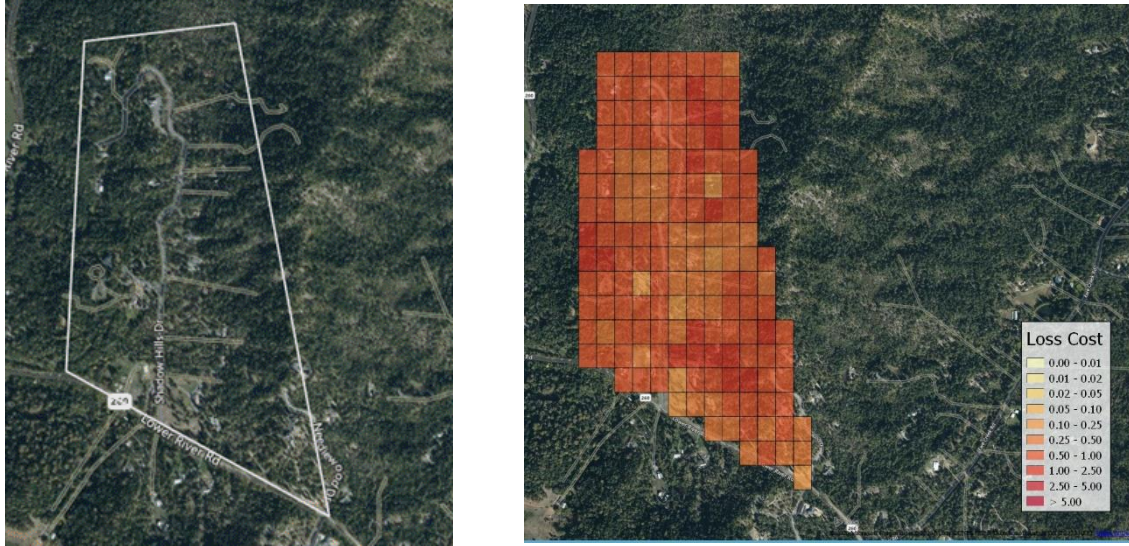 River Rd
Shadow Hills Dr
260
Lower River Rd
260
Loss Cost
0.00 - 0.01
0.01 - 0.02
0.02 - 0.05
0.05 - 0.10
0.10 - 0.25
0.25 - 0.50
0.50 - 1.00
1.00 - 2.50
2.50 - 5.00
> 5.00